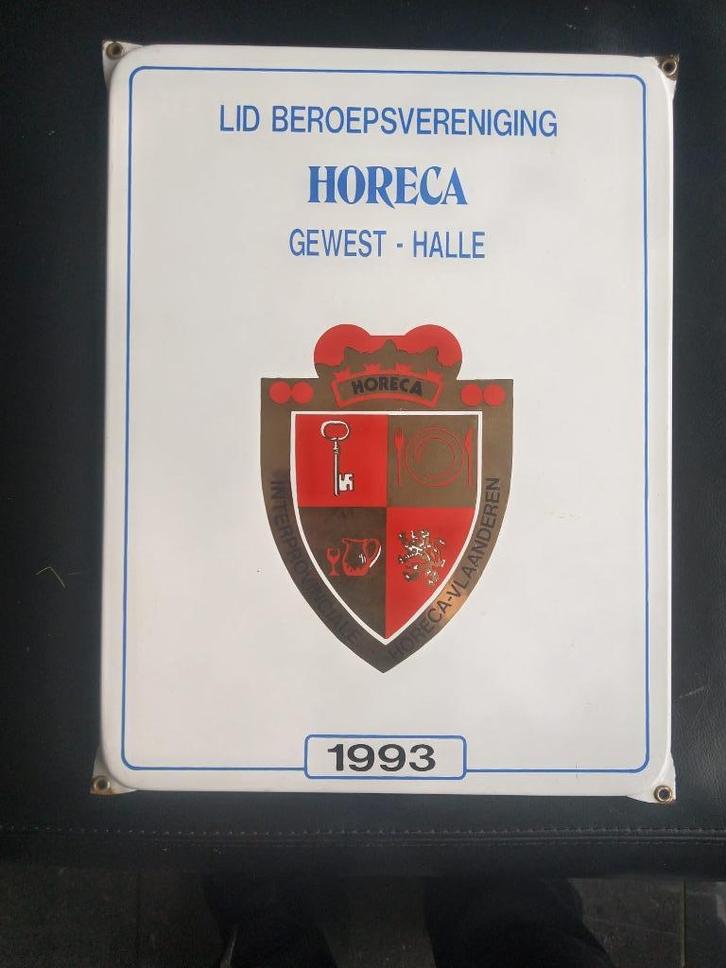 LID BEROEPSVERENIGING
HORECA
GEWEST - HALLE
HORECA
INTERPROVINCIALE
HORECA-VLAANDEREN
1993